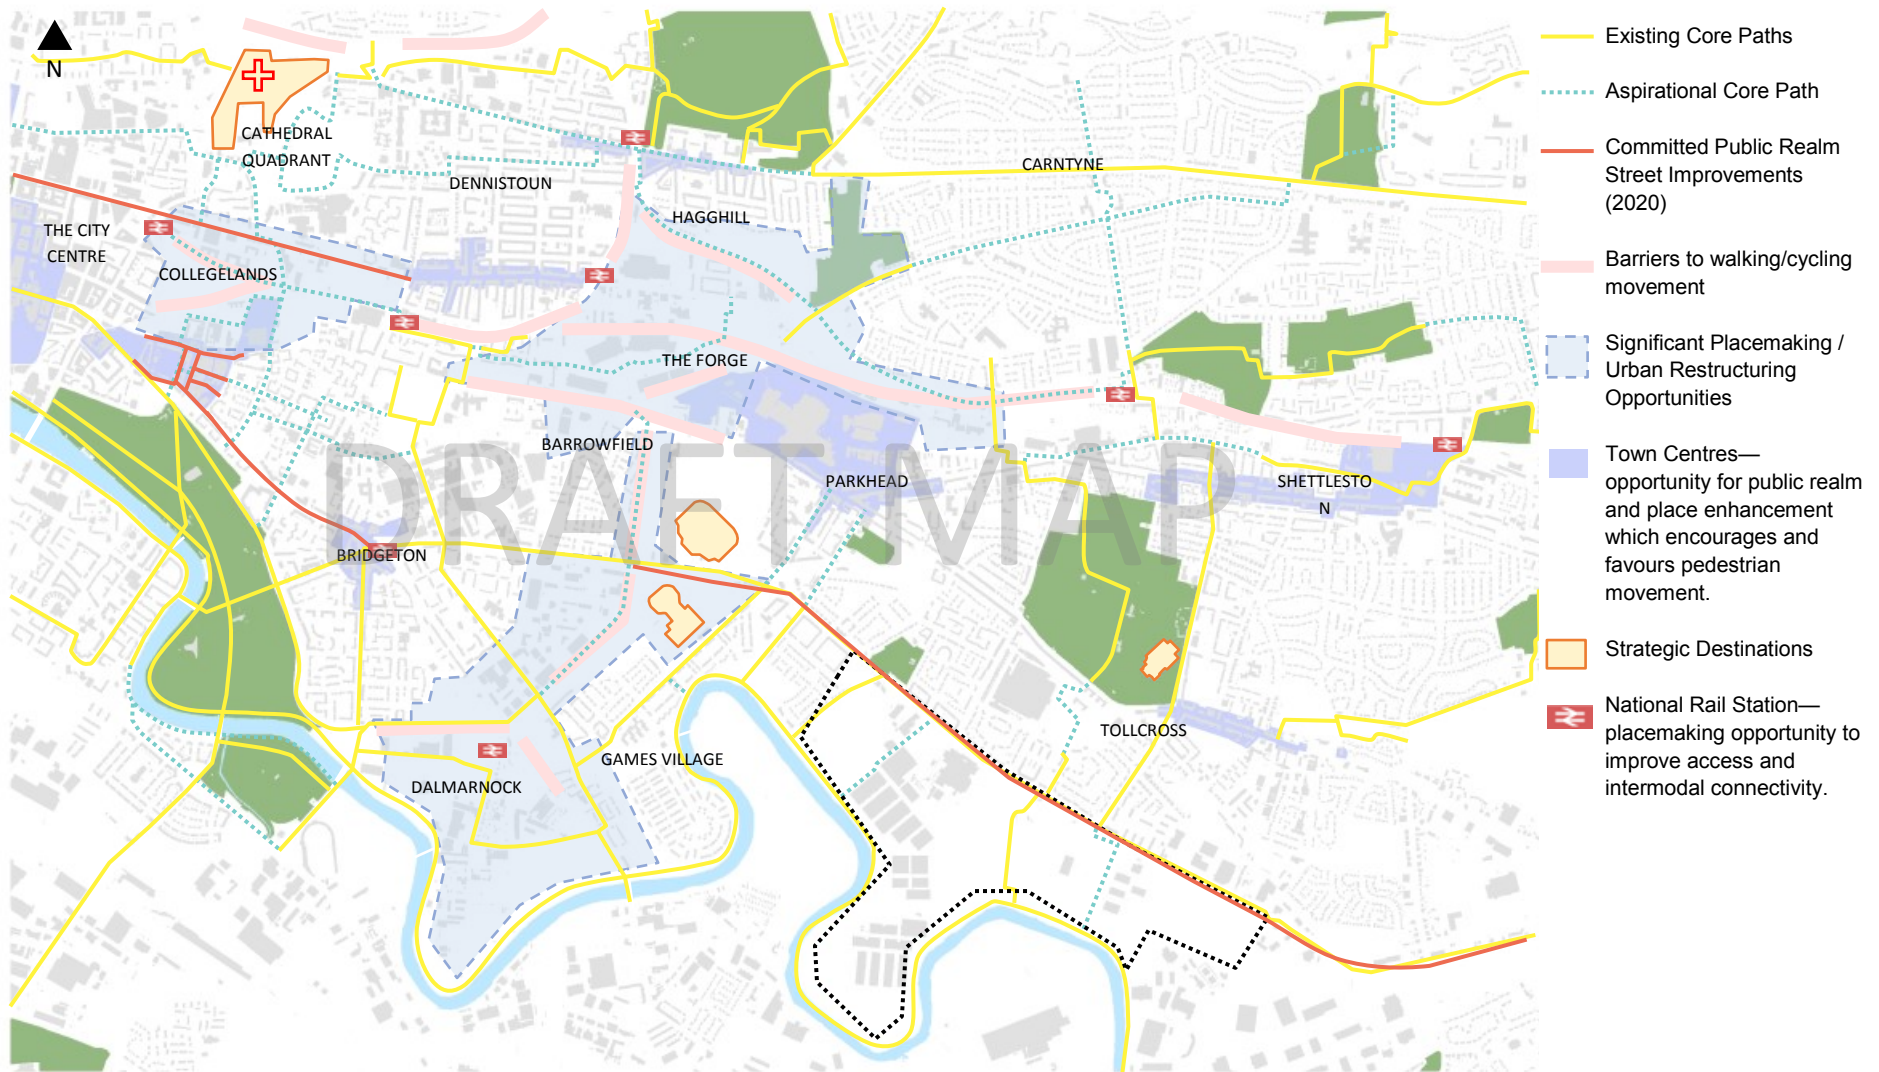 N
CATHEDRAL
QUADRANT
DENNISTOUN
CARNTYNE
HAGGHILL
THE CITY
CENTRE
COLLEGELANDS
THE FORGE
BARROWFIELD
PARKHEAD
SHETTLESTO
N
BRIDGETON
DRAFT MAP
TOLLCROSS
GAMES VILLAGE
DALMARNOCK
Existing Core Paths
Aspirational Core Path
Committed Public Realm
Street Improvements
(2020)
Barriers to walking/cycling
movement
Significant Placemaking /
Urban Restructuring
Opportunities
Town Centres—
opportunity for public realm
and place enhancement
which encourages and
favours pedestrian
movement.
Strategic Destinations
National Rail Station—
placemaking opportunity to
improve access and
intermodal connectivity.